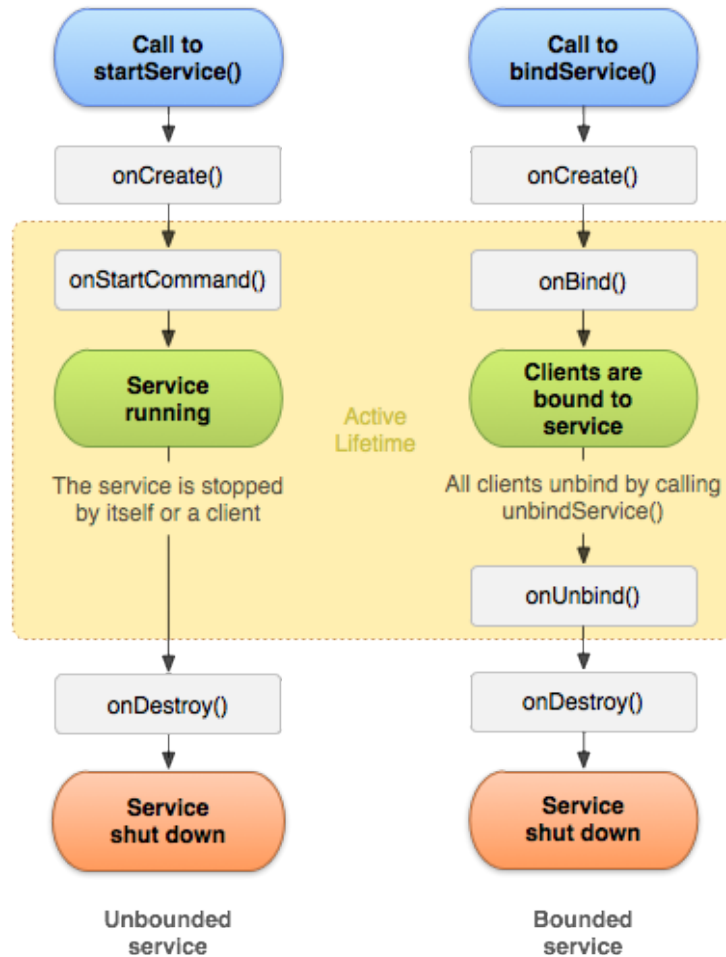 Call to
startService()
onCreate()
onStartCommand()
Service
running
The service is stopped
by itself or a client
onDestroy()
Service
shut down
Unbounded
service
Active
Lifetime
Call to
bindService()
onCreate()
onBind()
Clients are
bound to
service
All clients unbind by calling
unbindService()
onUnbind()
onDestroy()
Service
shut down
Bounded
service